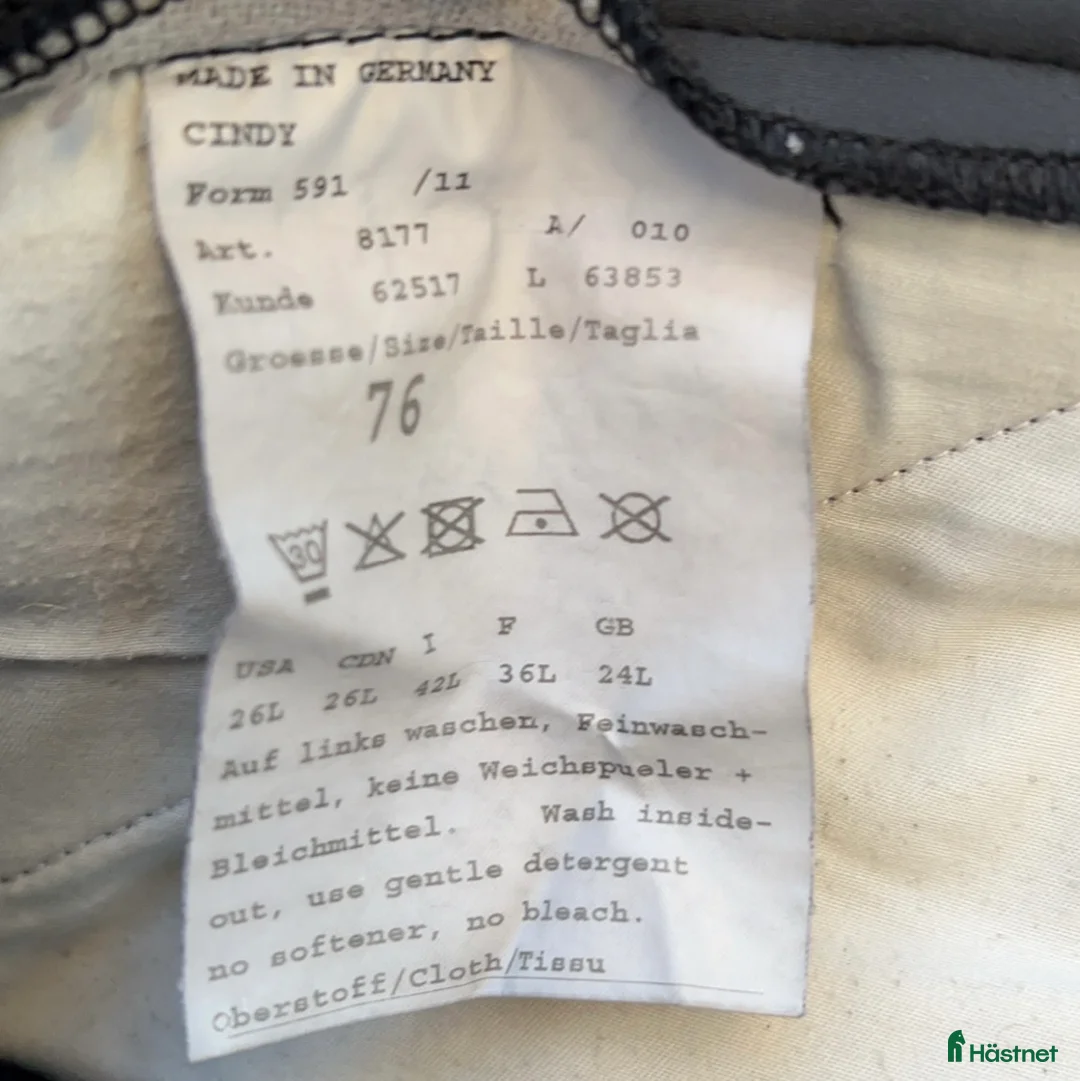 MADE IN GERMANY
CINDY
Form 591 /11
Art. 8177 A/ 010
Kunde 62517 L 63853
Groesse/Size/Taille/Taglia
76
30
USA CDN I F GB
26L 26L 42L 36L 24L
Auf links waschen, Feinwasch-
mittel, keine Weichspueler +
Bleichmittel. Wash inside-
out, use gentle detergent
no softener, no bleach.
Oberstoff/Cloth/Tissu
Hästnet